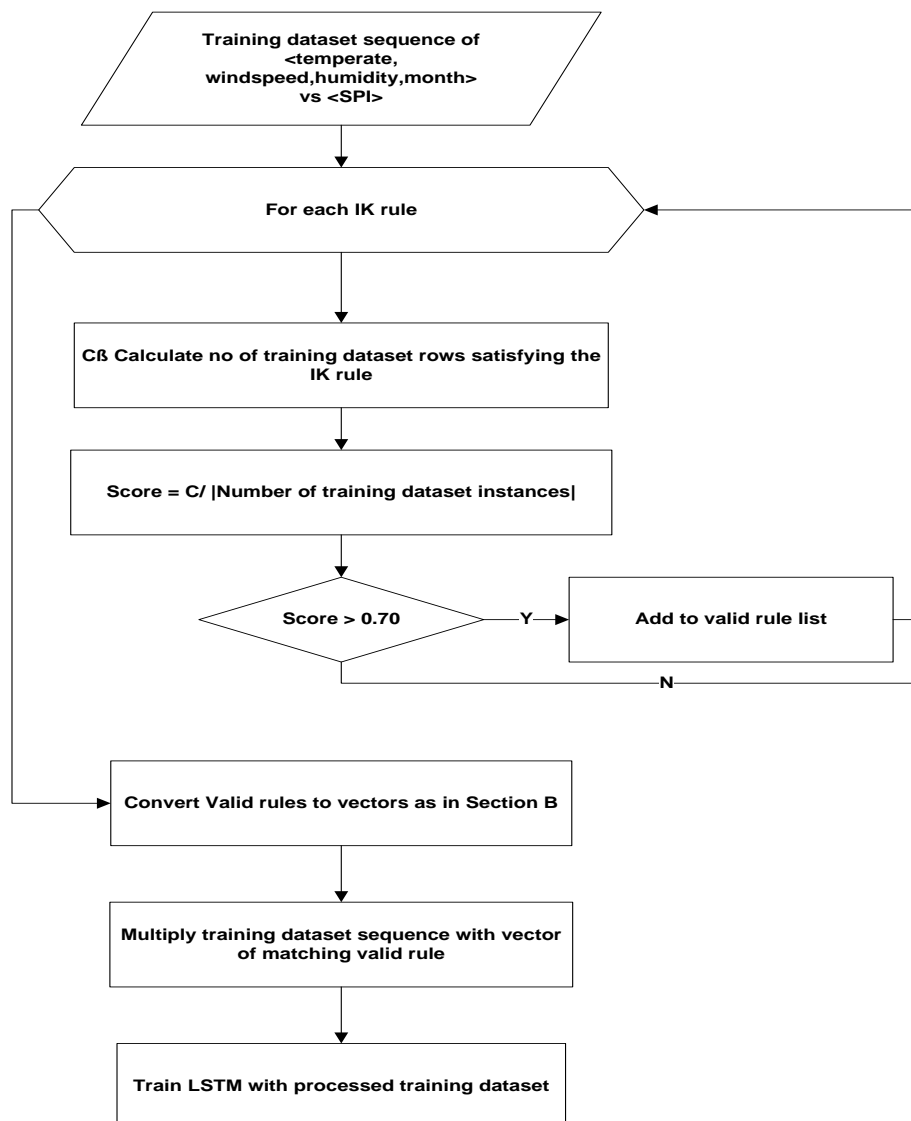 Training dataset sequence of
<temperate,
windspeed,humidity,month>
vs <SPI>
For each IK rule
Cß Calculate no of training dataset rows satisfying the
IK rule
Score = C/ |Number of training dataset instances|
Score > 0.70
Y
Add to valid rule list
N
Convert Valid rules to vectors as in Section B
Multiply training dataset sequence with vector
of matching valid rule
Train LSTM with processed training dataset